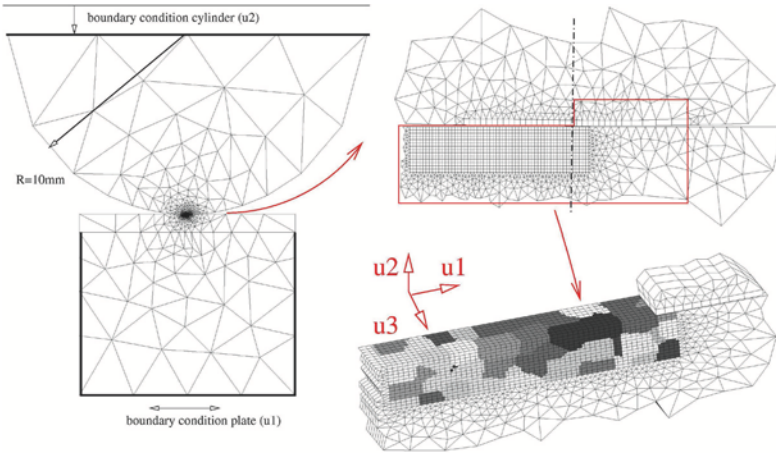 boundary condition cylinder (u2)
R=10mm
boundary condition plate (u1)
u2
u1
u3